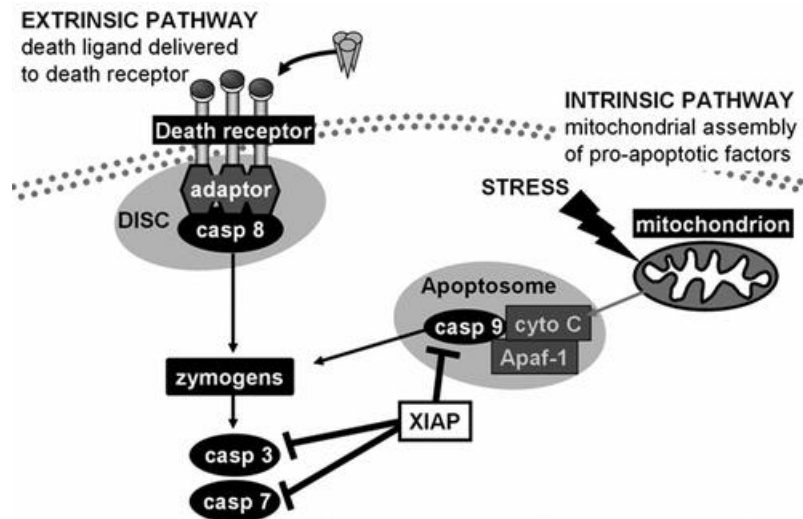 EXTRINSIC PATHWAY
death ligand delivered
to death receptor
Death receptor
adaptor
DISC
casp 8
INTRINSIC PATHWAY
mitochondrial assembly
of pro-apoptotic factors
STRESS
mitochondrion
Apoptosome
casp 9
cyto C
Apaf-1
zymogens
XIAP
casp 3
casp 7